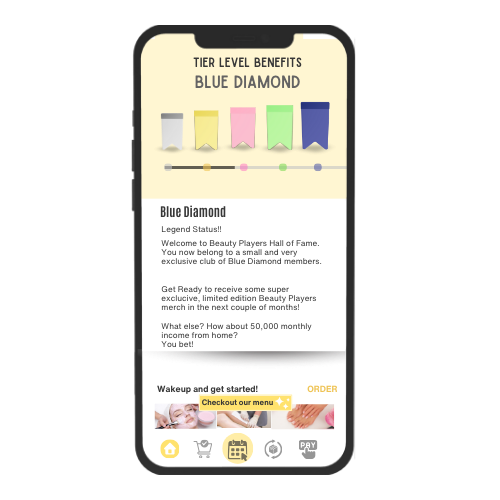 TIER LEVEL BENEFITS
BLUE DIAMOND
Blue Diamond
Legend Status!!
Welcome to Beauty Players Hall of Fame.
You now belong to a small and very
exclusive club of Blue Diamond members.
Get Ready to receive some super
exclucive, limited edition Beauty Players
merch in the next couple of months!
What else? How about 50,000 monthly
income from home?
You bet!
Wakeup and get started!
ORDER
Checkout our menu
PAY